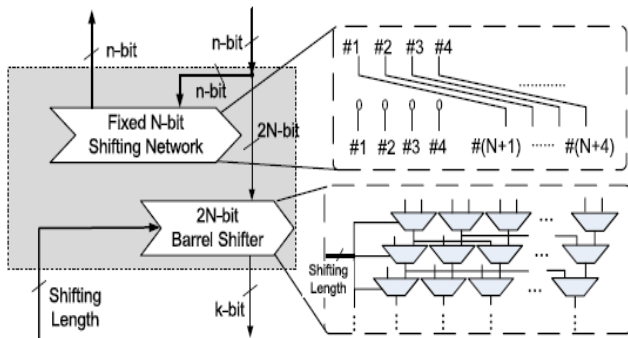 n-bit
n-bit
n-bit
Fixed N-bit
Shifting Network
2N-bit
2N-bit
Barrel Shifter
Shifting
Length
k-bit
#1 #2 #3 #4
............
0 0 0 0
#1 #2 #3 #4 #(N+1) ...... #(N+4)
...
...
Shifting
Length
...